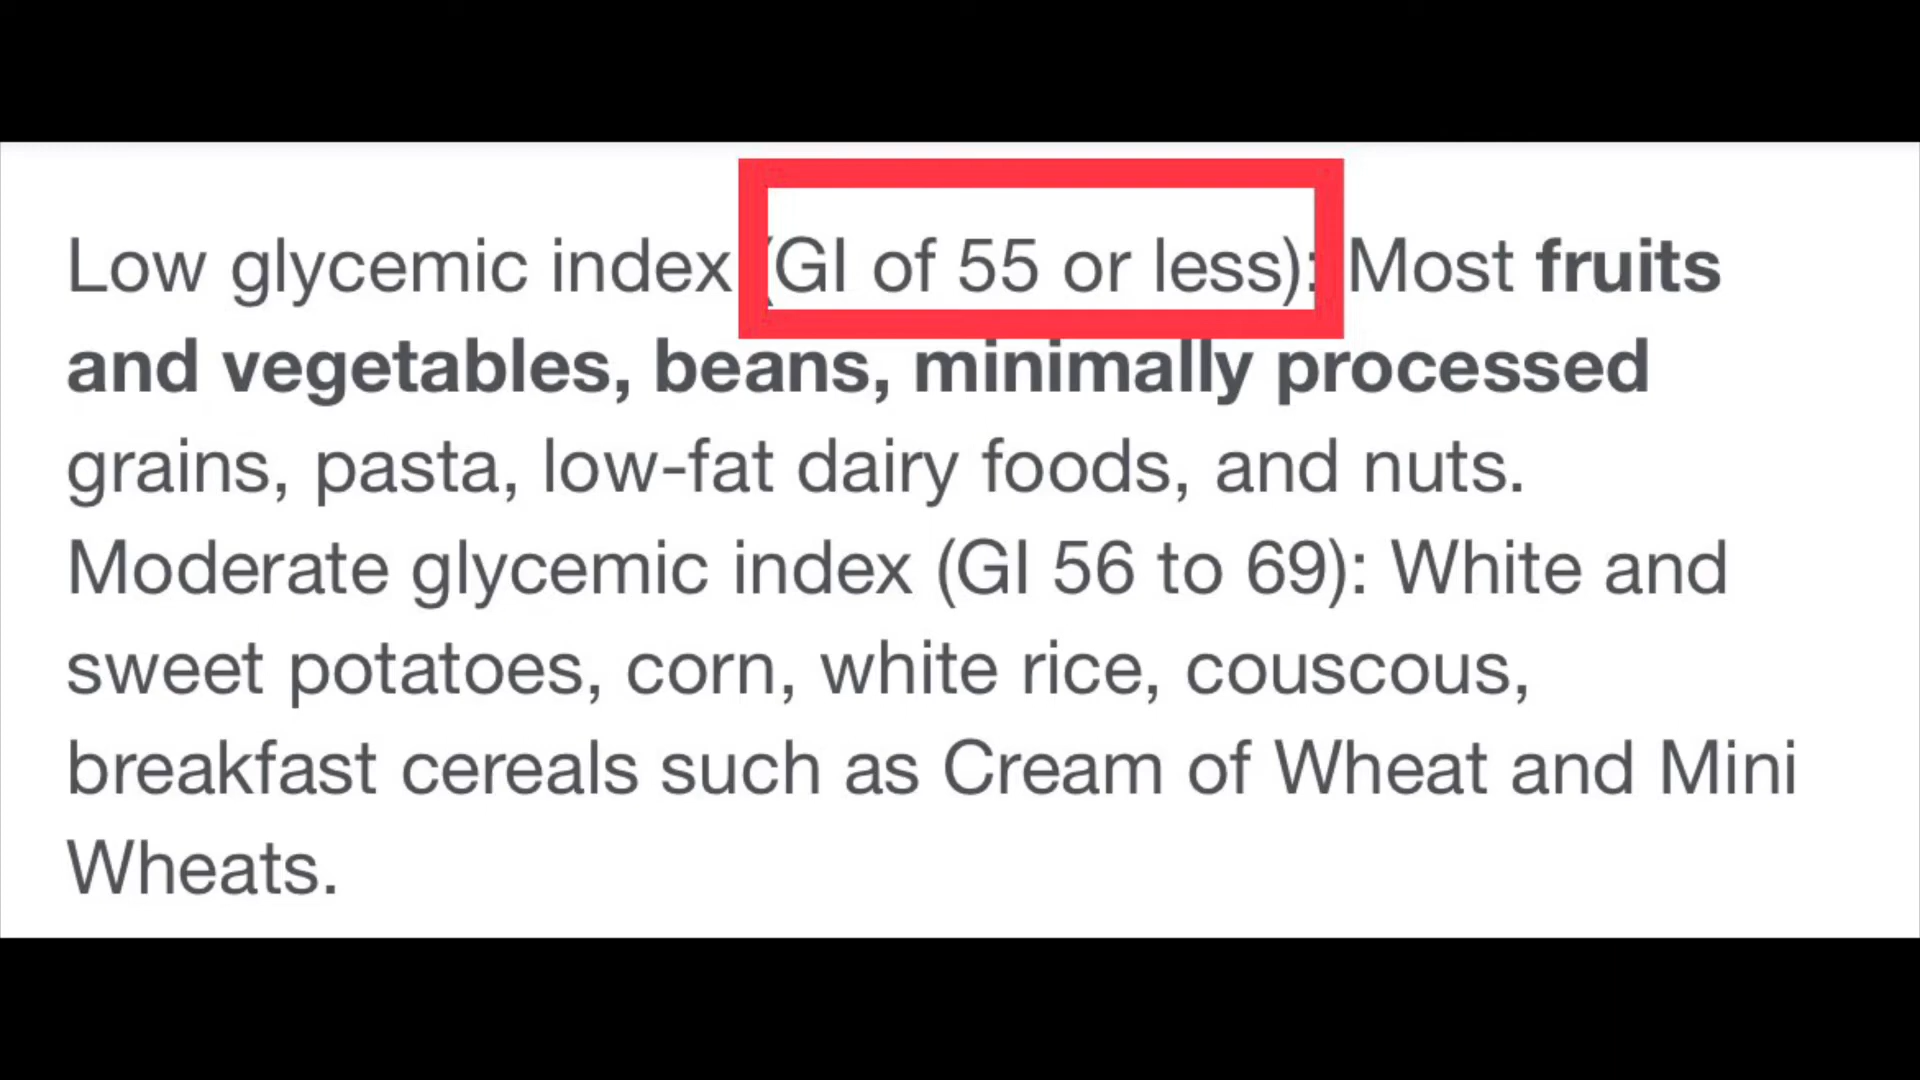 Low glycemic index (GI of 55 or less): Most fruits
and vegetables, beans, minimally processed
grains, pasta, low-fat dairy foods, and nuts.
Moderate glycemic index (GI 56 to 69): White and
sweet potatoes, corn, white rice, couscous,
breakfast cereals such as Cream of Wheat and Mini
Wheats.